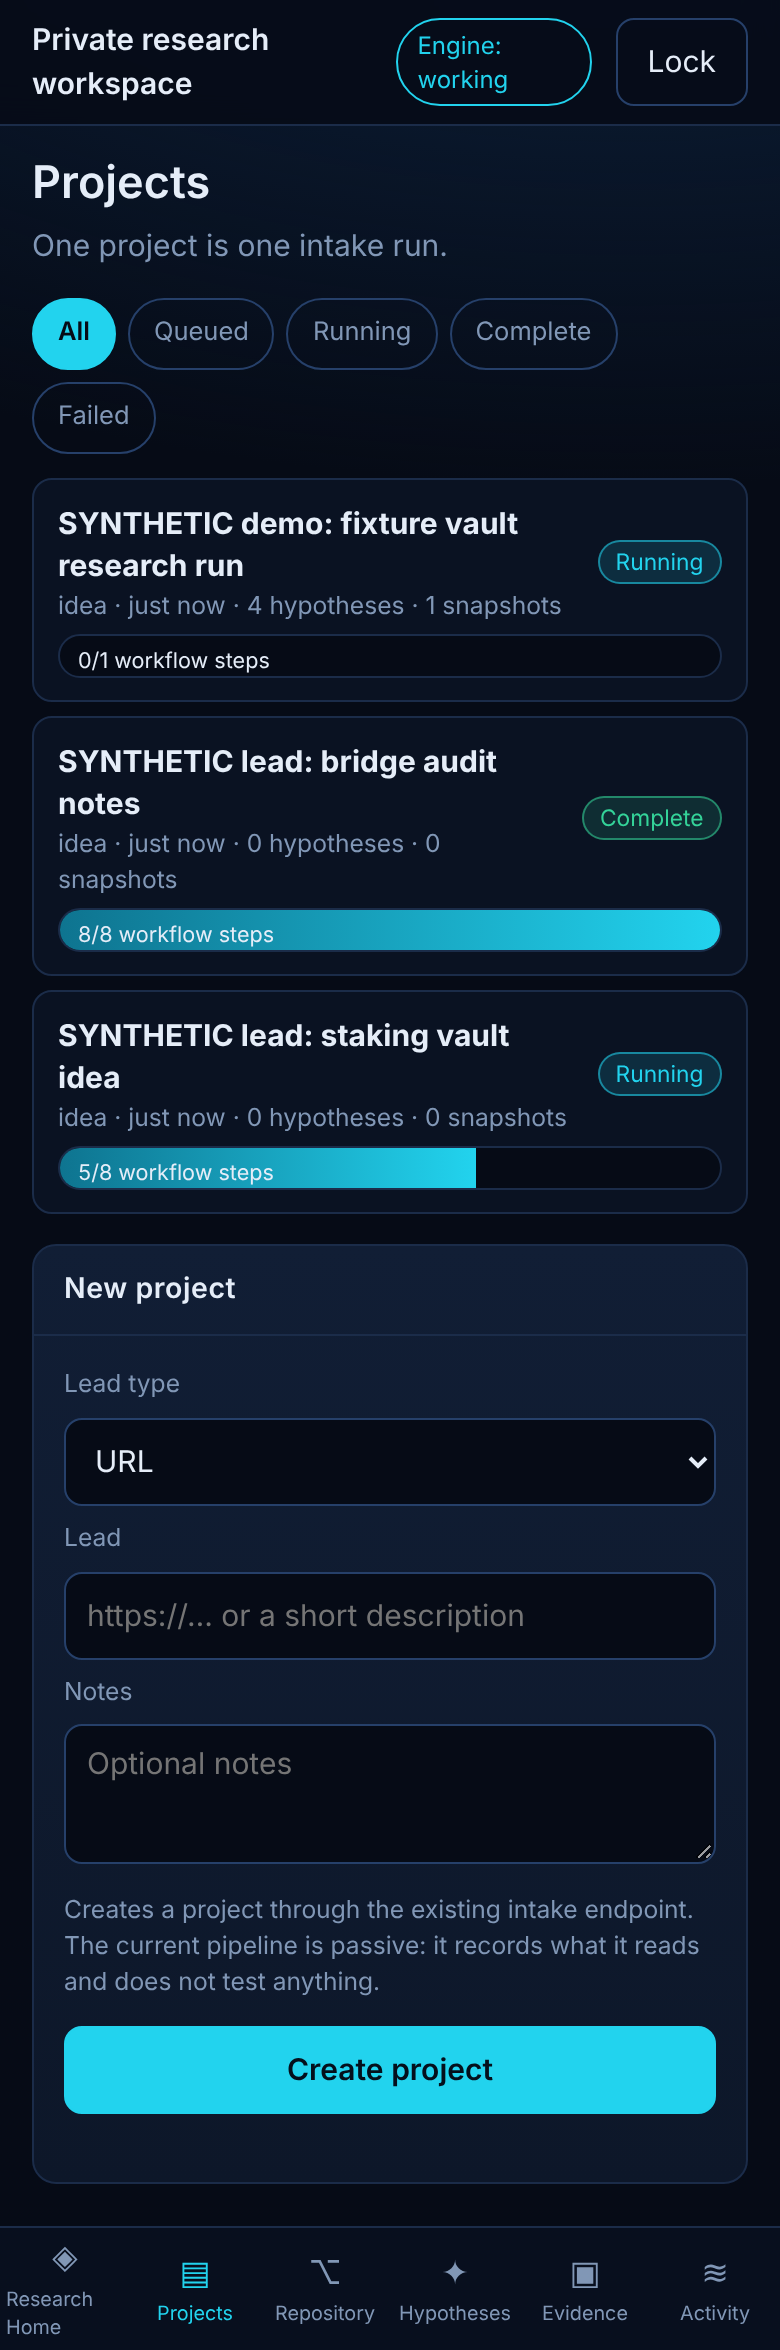 Private research
workspace
Engine:
working
Lock
Projects
One project is one intake run.
All
Queued
Running
Complete
Failed
SYNTHETIC demo: fixture vault
research run
Running
idea · just now · 4 hypotheses · 1 snapshots
0/1 workflow steps
SYNTHETIC lead: bridge audit
notes
Complete
idea · just now · 0 hypotheses · 0
snapshots
8/8 workflow steps
SYNTHETIC lead: staking vault
idea
Running
idea · just now · 0 hypotheses · 0 snapshots
5/8 workflow steps
New project
Lead type
URL
Lead
https://... or a short description
Notes
Optional notes
Creates a project through the existing intake endpoint.
The current pipeline is passive: it records what it reads
and does not test anything.
Create project
Research
Home
Projects
Repository
Hypotheses
Evidence
Activity